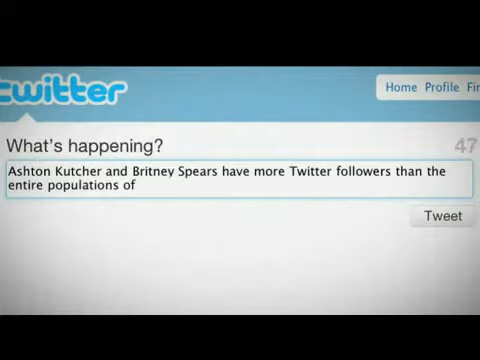 twitter
Home Profile Fin
What's happening?
47
Ashton Kutcher and Britney Spears have more Twitter followers than the
entire populations of
Tweet